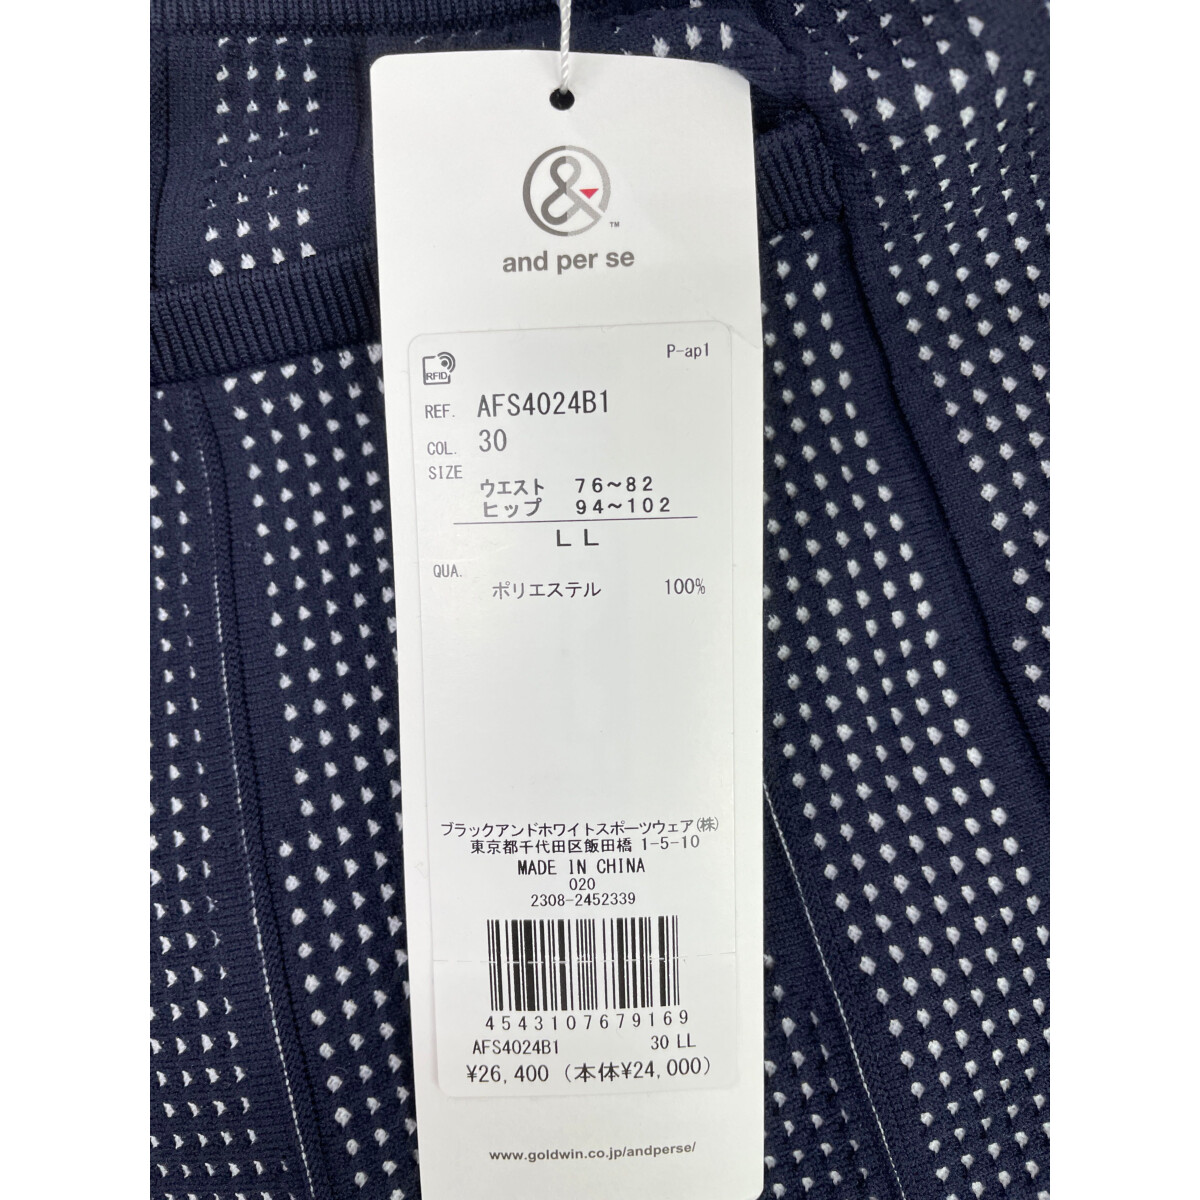 &
TM
and per se
P-ap1
RFID
REF. AFS4024B1
COL. 30
SIZE
ウエスト 76~82
ヒップ 94~102
LL
QUA.
ポリエステル 100%
ブラックアンドホワイトスポーツウェア(株)
東京都千代田区飯田橋 1-5-10
MADE IN CHINA
020
2308-2452339
4543107679169
AFS4024B1 30 LL
¥26,400 (本体¥24,000)
www.goldwin.co.jp/andperse/